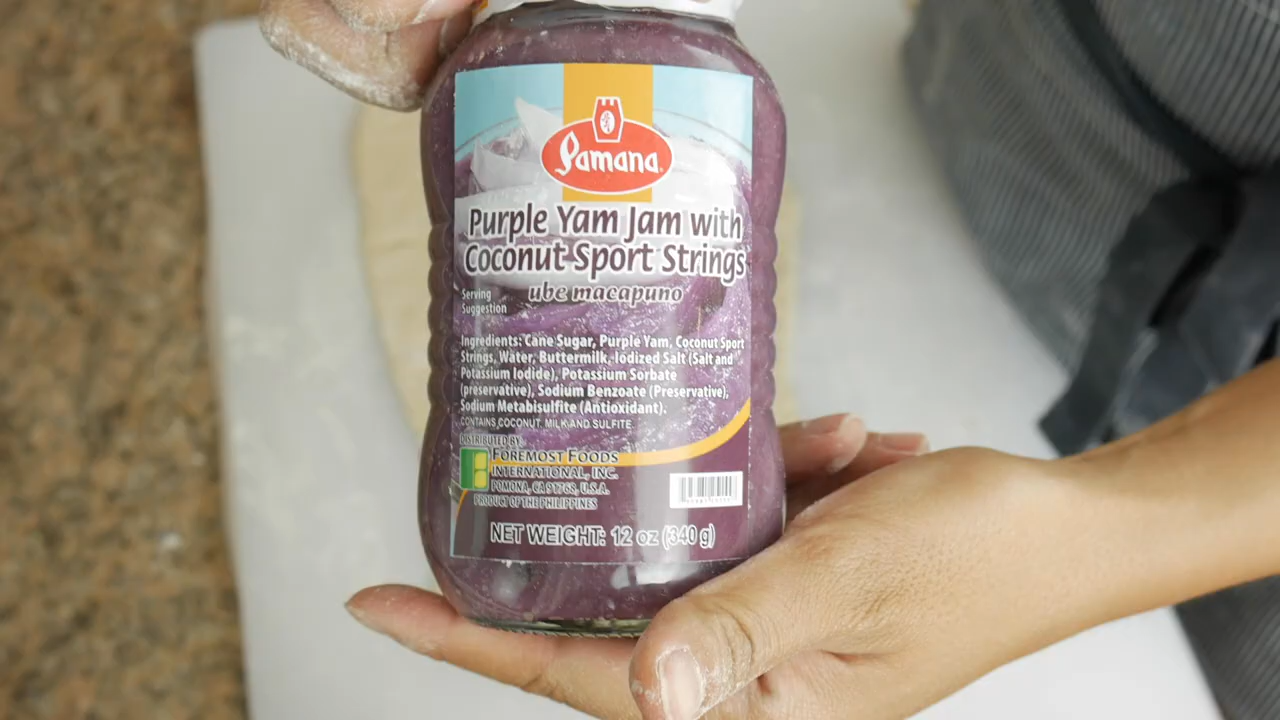 Pamana
Purple Yam Jam with
Coconut Sport Strings
ube macapuno
Serving
Suggestion
Ingredients: Cane Sugar, Purple Yam, Coconut Sport
Strings, Water, Buttermilk, Iodized Salt (Salt and
Potassium Iodide), Potassium Sorbate
(preservative), Sodium Benzoate (Preservative),
Sodium Metabisulfite (Antioxidant).
CONTAINS COCONUT, MILK AND SULFITE.
DISTRIBUTED BY:
FOREMOST FOODS
INTERNATIONAL, INC.
POMONA, CA 91768, U.S.A.
PRODUCT OF THE PHILIPPINES
NET WEIGHT: 12 oz (340 g)